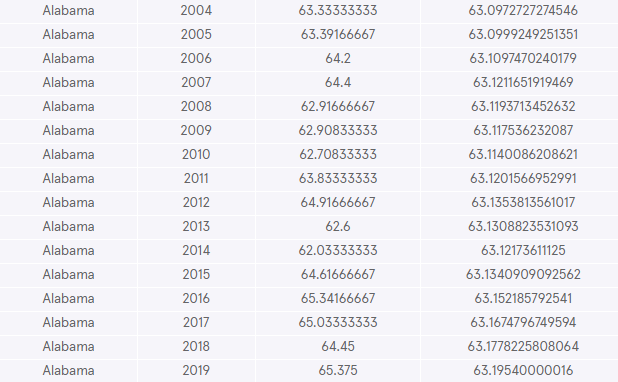 Alabama 2004 63.33333333 63.0972727274546
Alabama 2005 63.39166667 63.0999249251351
Alabama 2006 64.2 63.1097470240179
Alabama 2007 64.4 63.1211651919469
Alabama 2008 62.91666667 63.1193713452632
Alabama 2009 62.90833333 63.117536232087
Alabama 2010 62.70833333 63.1140086208621
Alabama 2011 63.83333333 63.1201566952991
Alabama 2012 64.91666667 63.1353813561017
Alabama 2013 62.6 63.1308823531093
Alabama 2014 62.03333333 63.12173611125
Alabama 2015 64.61666667 63.1340909092562
Alabama 2016 65.34166667 63.152185792541
Alabama 2017 65.03333333 63.1674796749594
Alabama 2018 64.45 63.1778225808064
Alabama 2019 65.375 63.19540000016